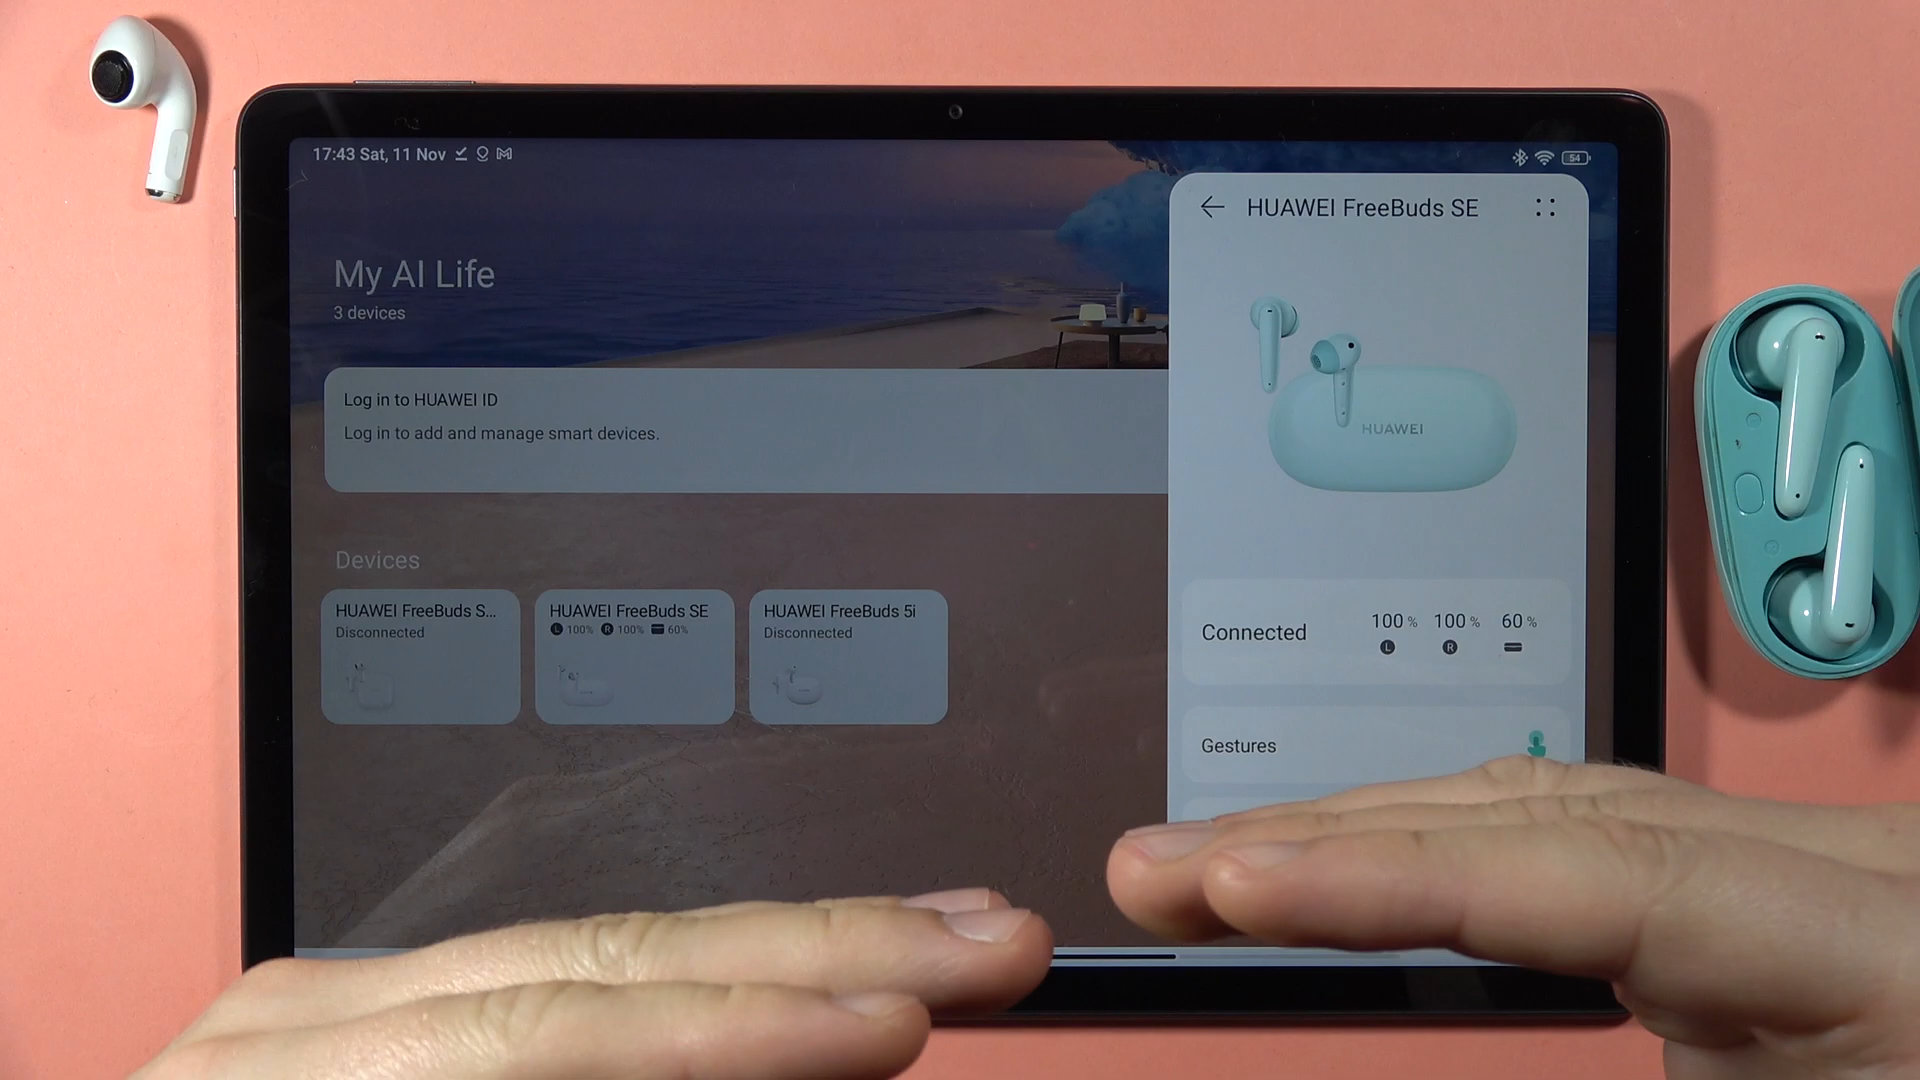 17:43 Sat, 11 Nov
54
My AI Life
3 devices
Log in to HUAWEI ID
Log in to add and manage smart devices.
Devices
HUAWEI FreeBuds S...
Disconnected
HUAWEI FreeBuds SE
L 100% R 100% 60%
HUAWEI FreeBuds 5i
Disconnected
HUAWEI FreeBuds SE
HUAWEI
Connected
100 % 100 % 60 %
L R
Gestures